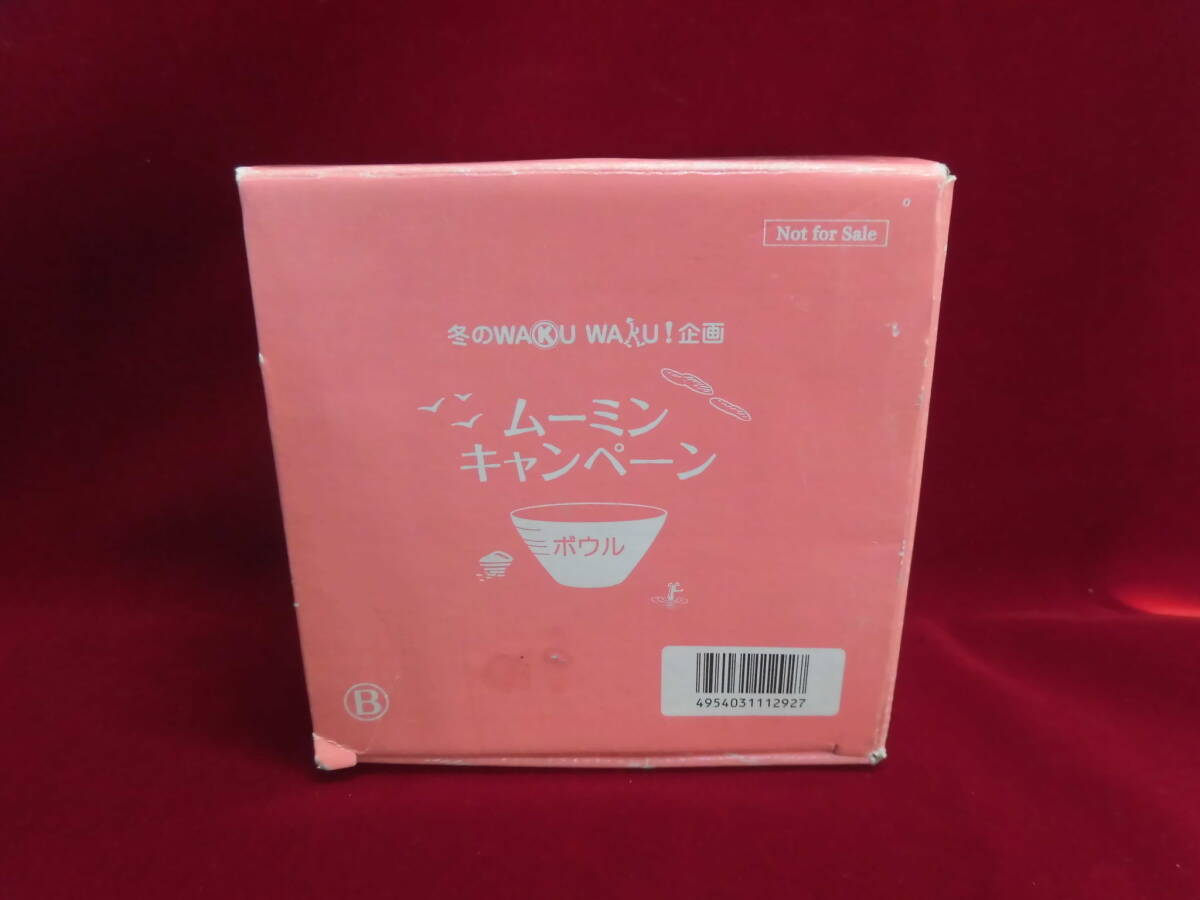 Not for Sale
冬のWAKU WAKU!企画
ムーミン
キャンペーン
ボウル
4954031112927
B